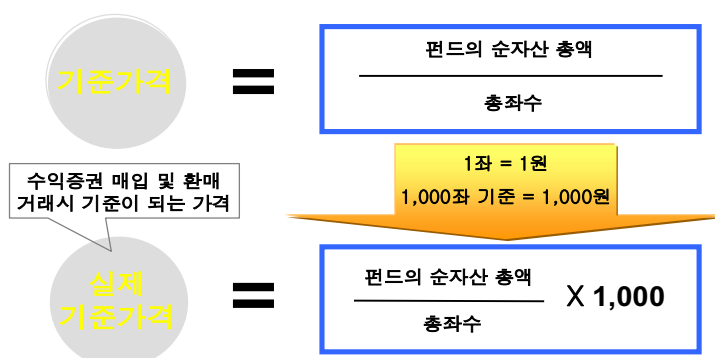 기준가격
=
펀드의 순자산 총액
총좌수
1좌 = 1원
1,000좌 기준 = 1,000원
수익증권 매입 및 환매
거래시 기준이 되는 가격
실제
기준가격
=
펀드의 순자산 총액
총좌수
X 1,000